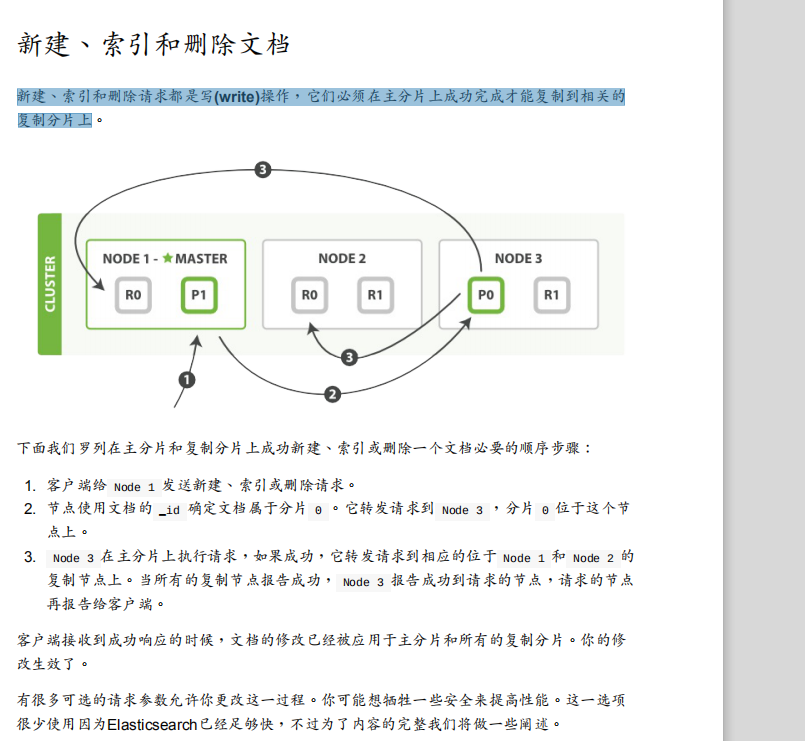 新建、索引和删除文档
新建、索引和删除请求都是写(write)操作，它们必须在主分片上成功完成才能复制到相关的
复制分片上。
3
CLUSTER
NODE 1 - ★ MASTER
R0 P1
NODE 2
R0 R1
NODE 3
P0 R1
3
1
2
下面我们罗列在主分片和复制分片上成功新建、索引或删除一个文档必要的顺序步骤：
1. 客户端给 Node 1 发送新建、索引或删除请求。
2. 节点使用文档的 _id 确定文档属于分片 0 。它转发请求到 Node 3 ，分片 0 位于这个节
点上。
3. Node 3 在主分片上执行请求，如果成功，它转发请求到相应的位于 Node 1 和 Node 2 的
复制节点上。当所有的复制节点报告成功， Node 3 报告成功到请求的节点，请求的节点
再报告给客户端。
客户端接收到成功响应的时候，文档的修改已经被应用于主分片和所有的复制分片。你的修
改生效了。
有很多可选的请求参数允许你更改这一过程。你可能想牺牲一些安全来提高性能。这一选项
很少使用因为Elasticsearch已经足够快，不过为了内容的完整我们将做一些阐述。